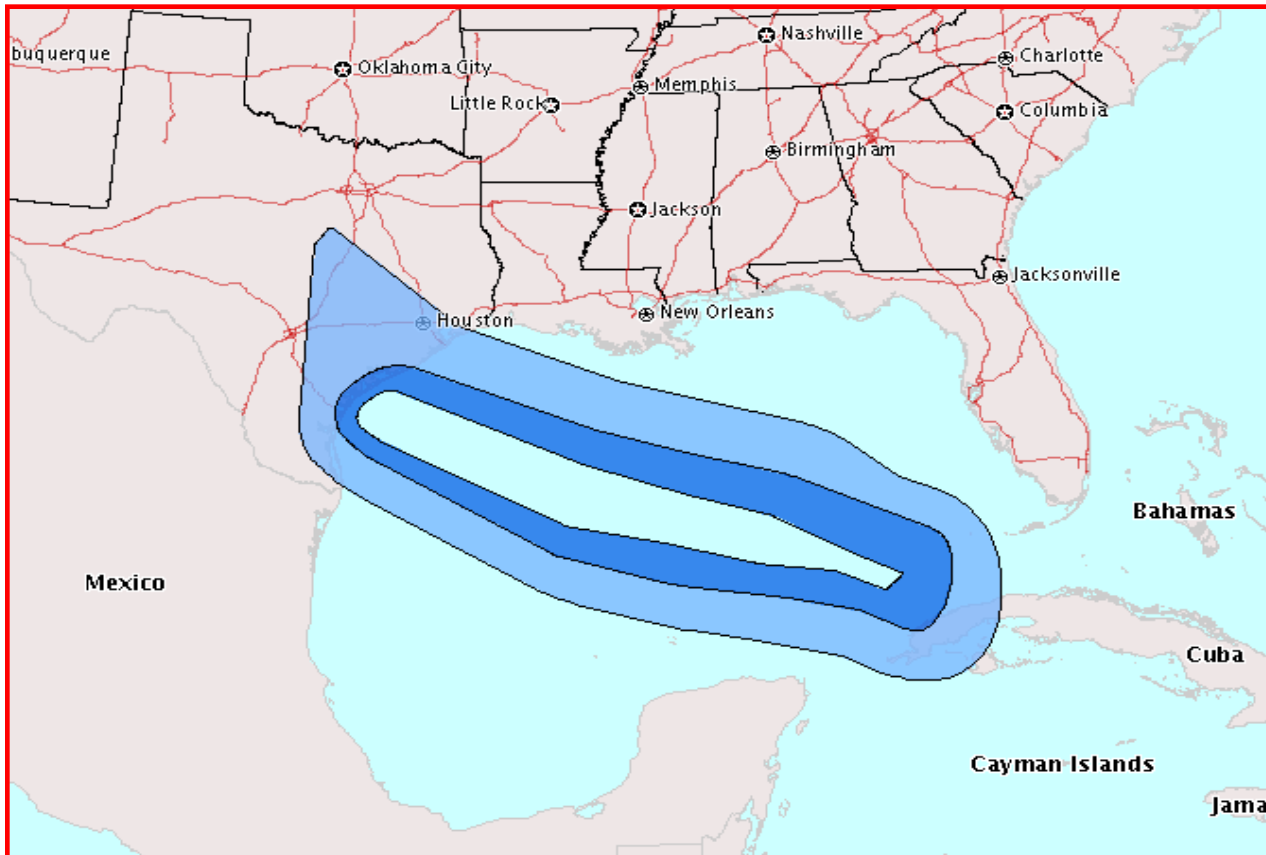 Nashville
buquerque
Charlotte
Oklahoma City
Memphis
Little Rock
Columbia
Birmingham
Jackson
Jacksonville
New Orleans
Houston
Bahamas
Mexico
Cuba
Cayman Islands
Jama